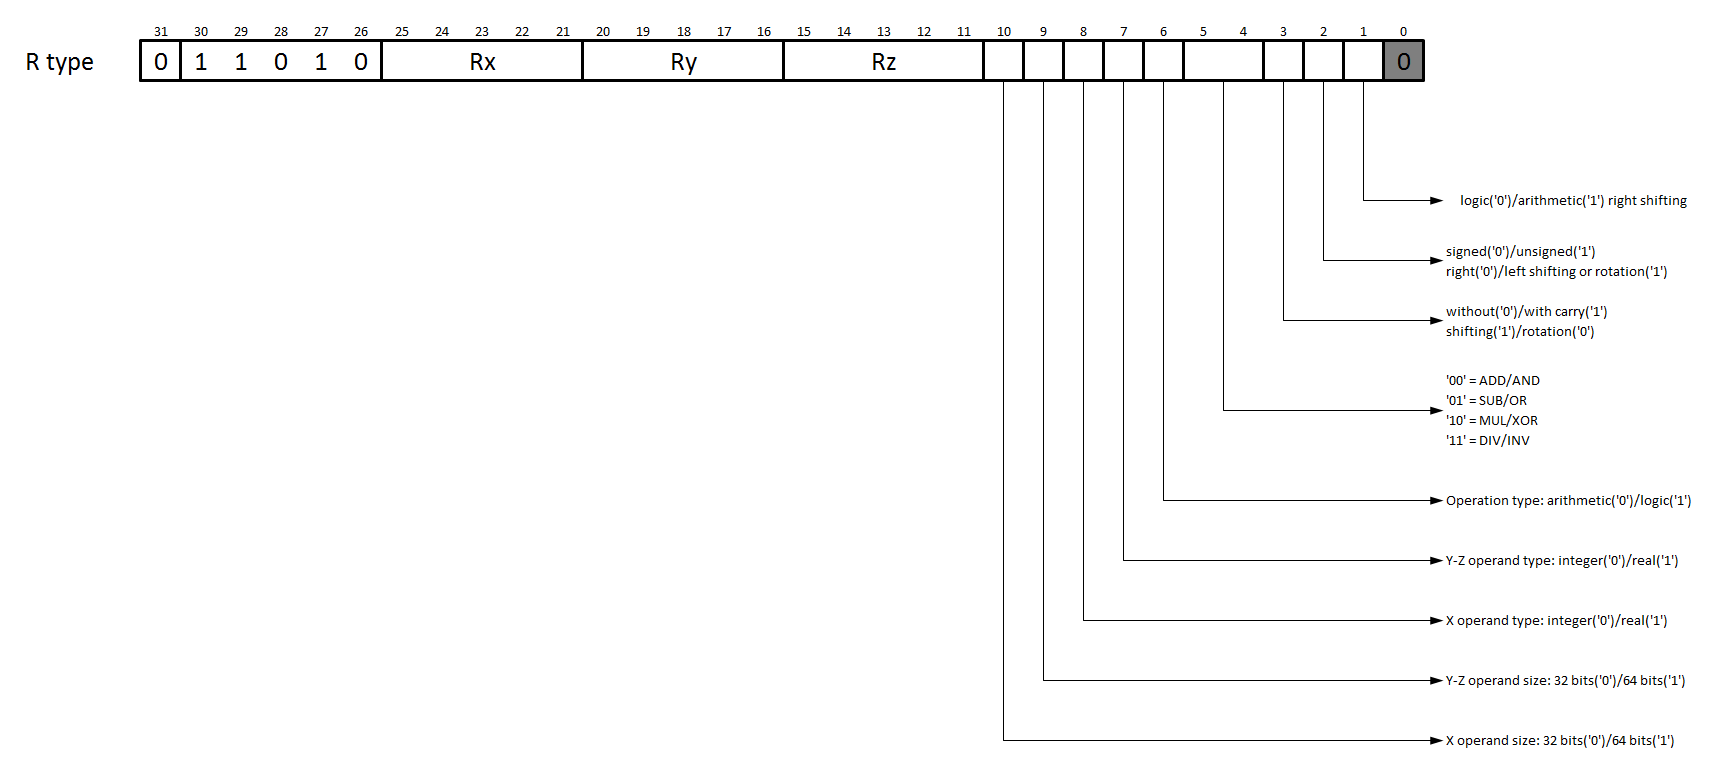 31 30 29 28 27 26 25 24 23 22 21 20 19 18 17 16 15 14 13 12 11 10 9 8 7 6 5 4 3 2 1 0
R type 0 1 1 0 1 0 Rx Ry Rz 0
logic('0')/arithmetic('1') right shifting
signed('0')/unsigned('1')
right('0')/left shifting or rotation('1')
without('0')/with carry('1')
shifting('1')/rotation('0')
'00' = ADD/AND
'01' = SUB/OR
'10' = MUL/XOR
'11' = DIV/INV
Operation type: arithmetic('0')/logic('1')
Y-Z operand type: integer('0')/real('1')
X operand type: integer('0')/real('1')
Y-Z operand size: 32 bits('0')/64 bits('1')
X operand size: 32 bits('0')/64 bits('1')